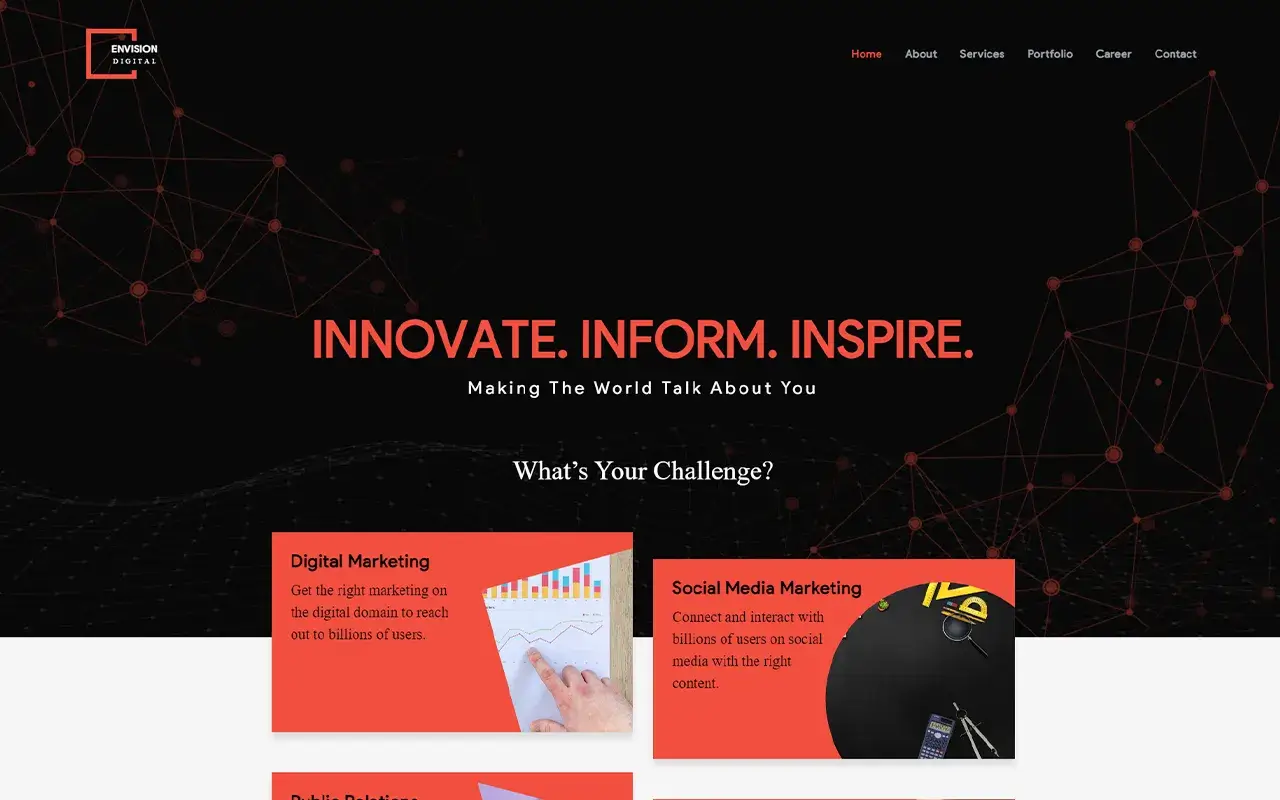 ENVISION
DIGITAL
Home About Services Portfolio Career Contact
INNOVATE. INFORM. INSPIRE.
Making The World Talk About You
What’s Your Challenge?
Digital Marketing
Get the right marketing on
the digital domain to reach
out to billions of users.
Social Media Marketing
Connect and interact with
billions of users on social
media with the right
content.
Public Relations